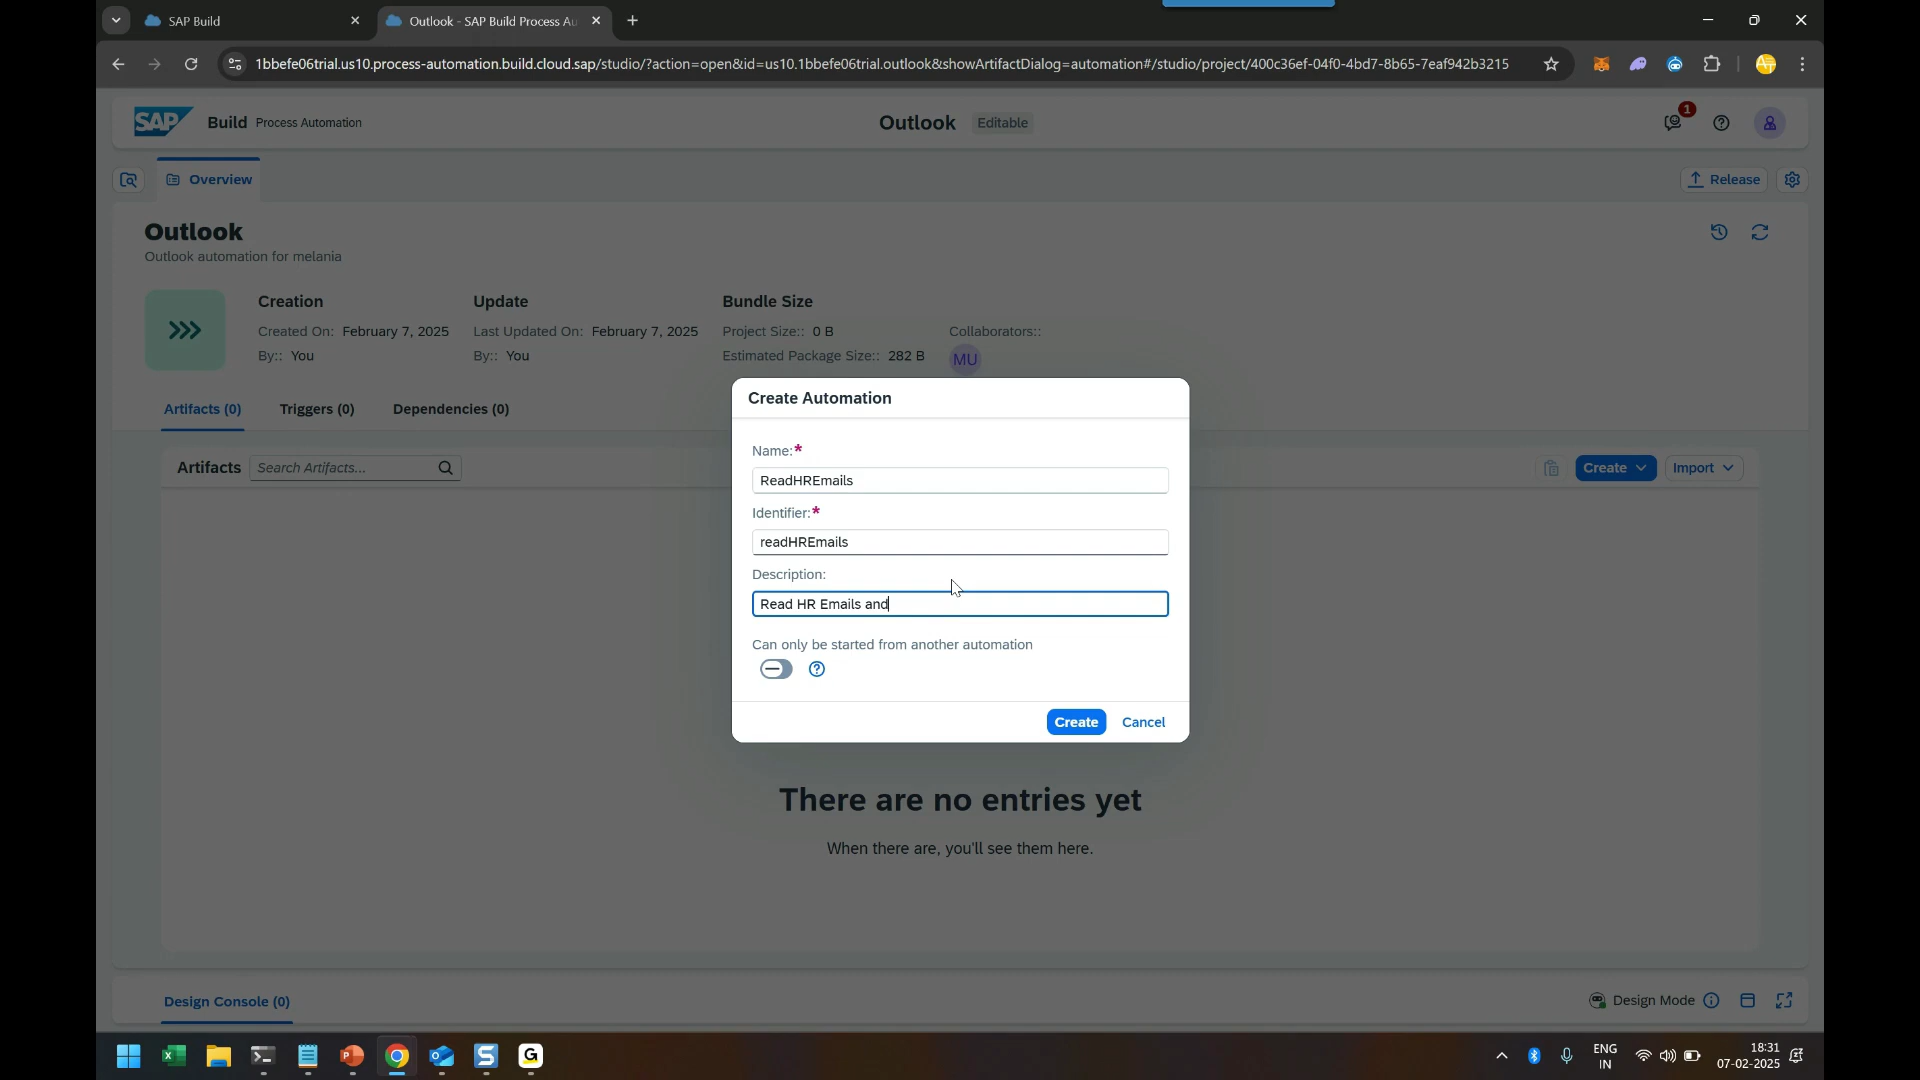 SAP Build
Outlook - SAP Build Process Au
1bbefe06trial.us10.process-automation.build.cloud.sap/studio/?action=open&id=us10.1bbefe06trial.outlook&showArtifactDialog=automation#/studio/project/400c36ef-04f0-4bd7-8b65-7eaf942b3215
SAP Build Process Automation
Outlook Editable
1
Overview
Release
Outlook
Outlook automation for melania
Creation
Update
Bundle Size
Created On: February 7, 2025
Last Updated On: February 7, 2025
Project Size:: 0 B
Collaborators::
By:: You
By:: You
Estimated Package Size:: 282 B
MU
Artifacts (0)
Triggers (0)
Dependencies (0)
Artifacts
Search Artifacts...
Create
Import
Create Automation
Name:*
ReadHREmails
Identifier:*
readHREmails
Description:
Read HR Emails and
Can only be started from another automation
Create
Cancel
There are no entries yet
When there are, you'll see them here.
Design Console (0)
Design Mode
ENG
IN
18:31
07-02-2025